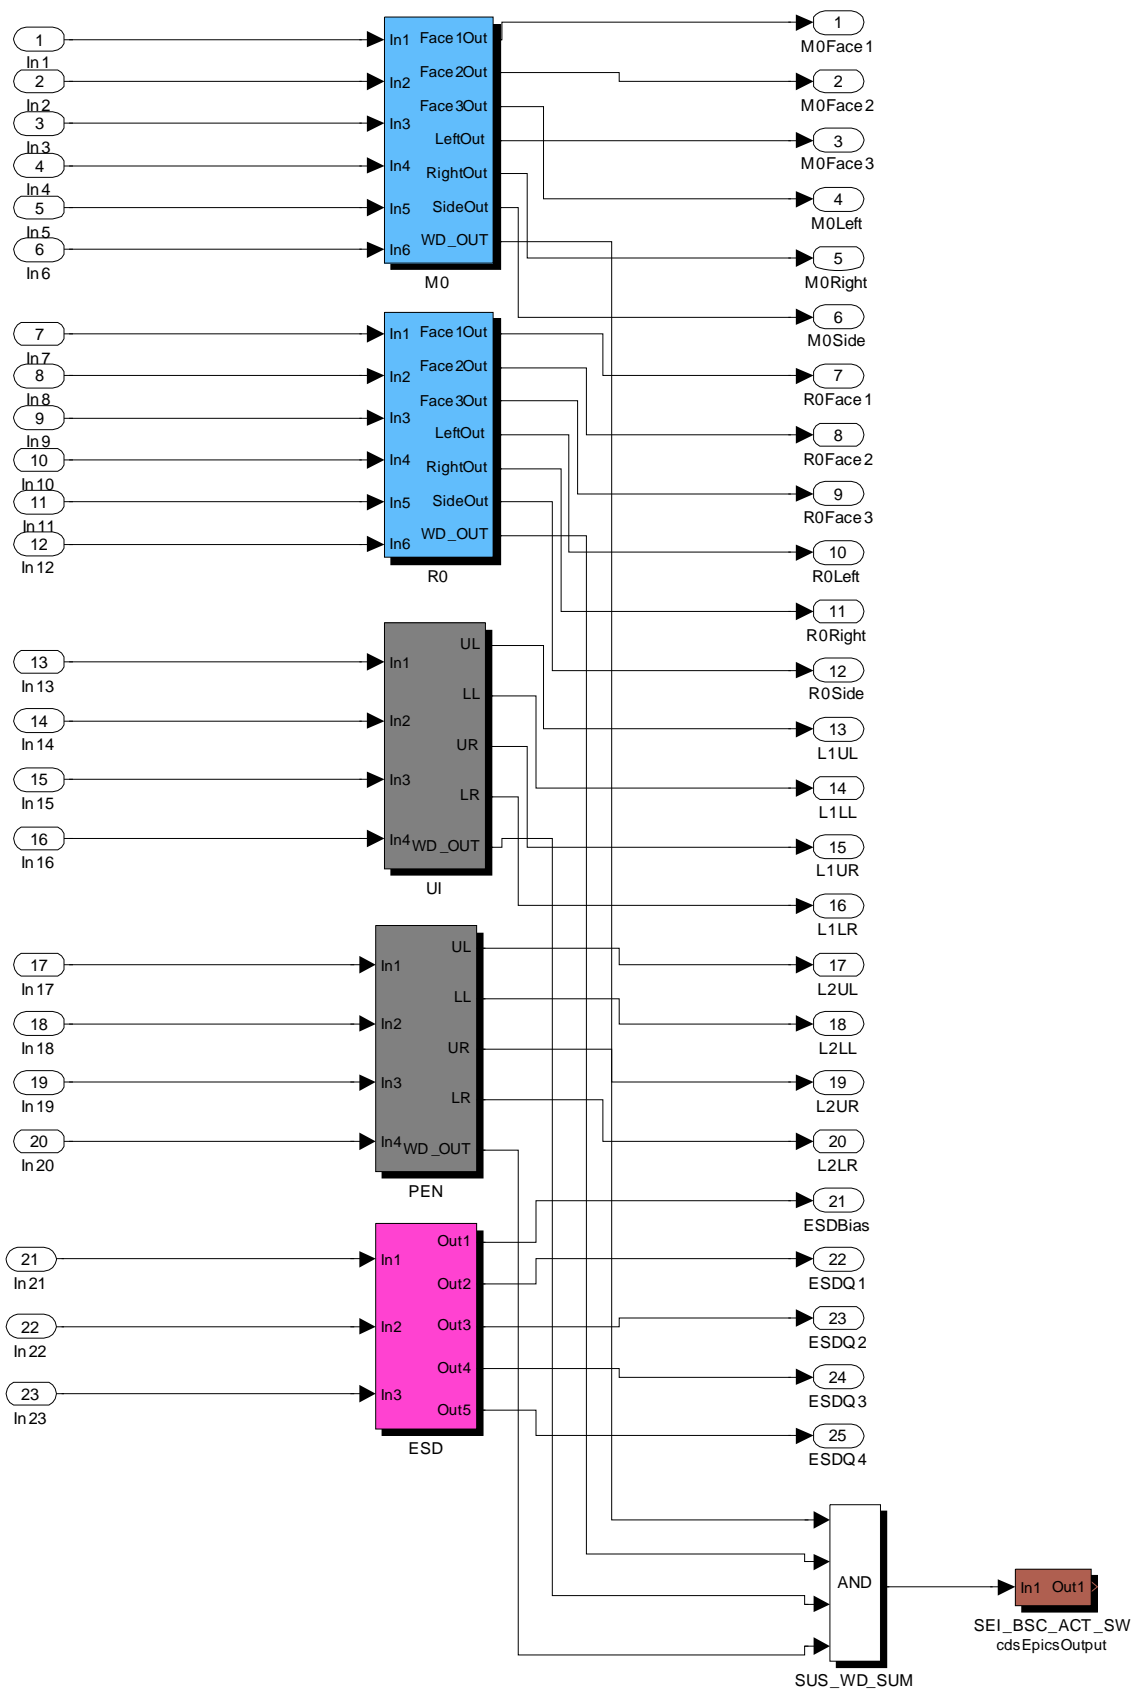 1
In1
2
In2
3
In3
4
In4
5
In5
6
In6
In1
In2
In3
In4
In5
In6
Face1Out
Face2Out
Face3Out
LeftOut
RightOut
SideOut
WD_OUT
M0
1
M0Face1
2
M0Face2
3
M0Face3
4
M0Left
5
M0Right
6
M0Side
7
In7
8
In8
9
In9
10
In10
11
In11
12
In12
In1
In2
In3
In4
In5
In6
Face1Out
Face2Out
Face3Out
LeftOut
RightOut
SideOut
WD_OUT
R0
7
R0Face1
8
R0Face2
9
R0Face3
10
R0Left
11
R0Right
12
R0Side
13
In13
14
In14
15
In15
16
In16
In1
In2
In3
In4
UL
LL
UR
LR
WD_OUT
UI
13
L1UL
14
L1LL
15
L1UR
16
L1LR
17
In17
18
In18
19
In19
20
In20
In1
In2
In3
In4
UL
LL
UR
LR
WD_OUT
PEN
17
L2UL
18
L2LL
19
L2UR
20
L2LR
21
In21
22
In22
23
In23
In1
In2
In3
Out1
Out2
Out3
Out4
Out5
ESD
21
ESDBias
22
ESDQ1
23
ESDQ2
24
ESDQ3
25
ESDQ4
AND
SUS_WD_SUM
In1 Out1
SEI_BSC_ACT_SW
cdsEpicsOutput